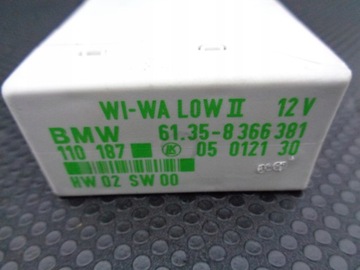 WI-WA LOW II 12V
BMW 61.35-8 366 381
110 187 K 05 0121 30
HW 02 SW 00